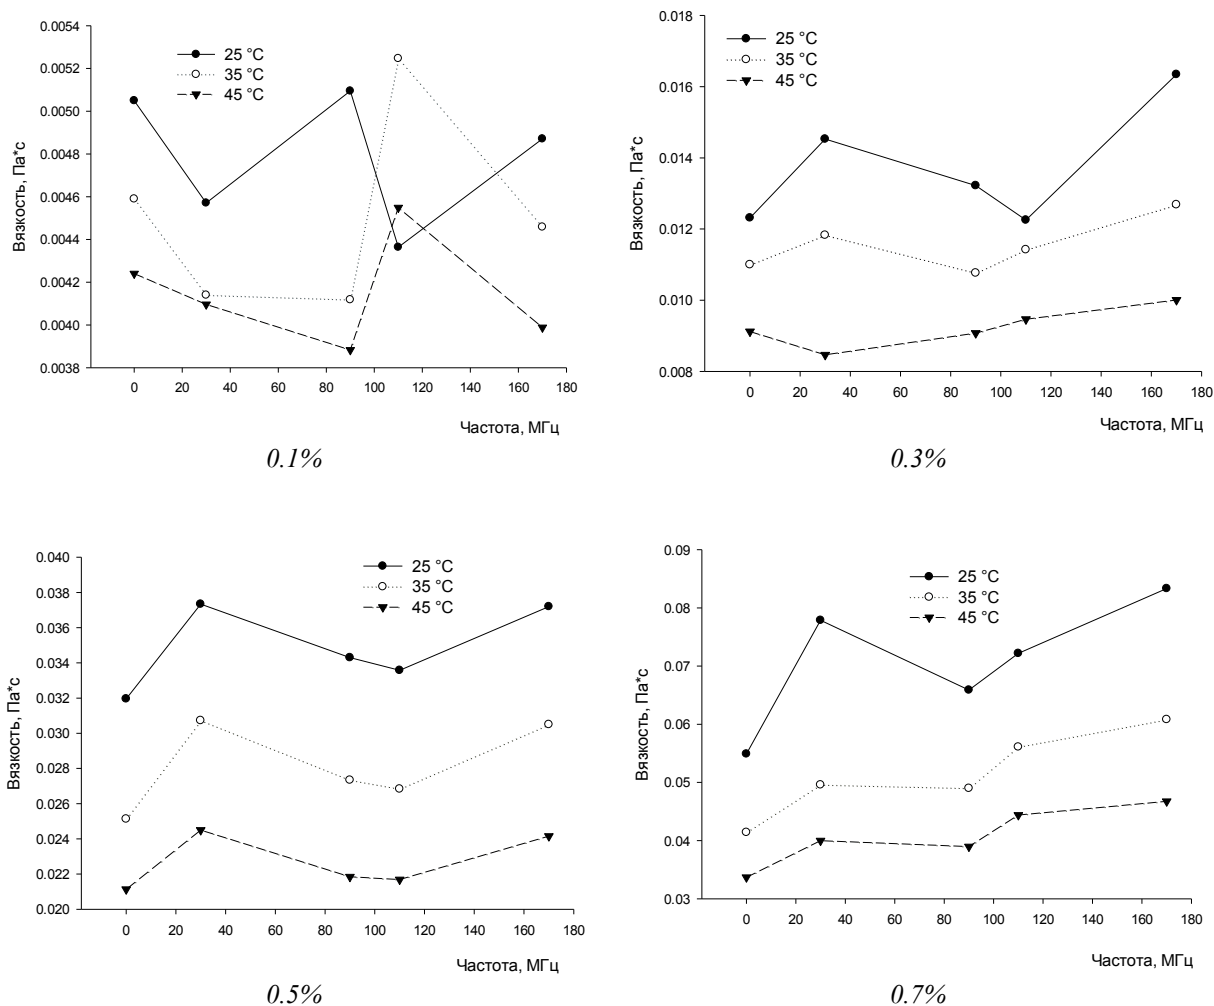 0.0054
0.0052
0.0050
0.0048
0.0046
0.0044
0.0042
0.0040
0.0038
Вязкость, Па*с
25 °C
35 °C
45 °C
0 20 40 60 80 100 120 140 160 180
Частота, МГц
0.1%
0.018
0.016
0.014
0.012
0.010
0.008
Вязкость, Па*с
25 °C
35 °C
45 °C
0 20 40 60 80 100 120 140 160 180
Частота, МГц
0.3%
0.040
0.038
0.036
0.034
0.032
0.030
0.028
0.026
0.024
0.022
0.020
Вязкость, Па*с
25 °C
35 °C
45 °C
0 20 40 60 80 100 120 140 160 180
Частота, МГц
0.5%
0.09
0.08
0.07
0.06
0.05
0.04
0.03
Вязкость, Па*с
25 °C
35 °C
45 °C
0 20 40 60 80 100 120 140 160 180
Частота, МГц
0.7%